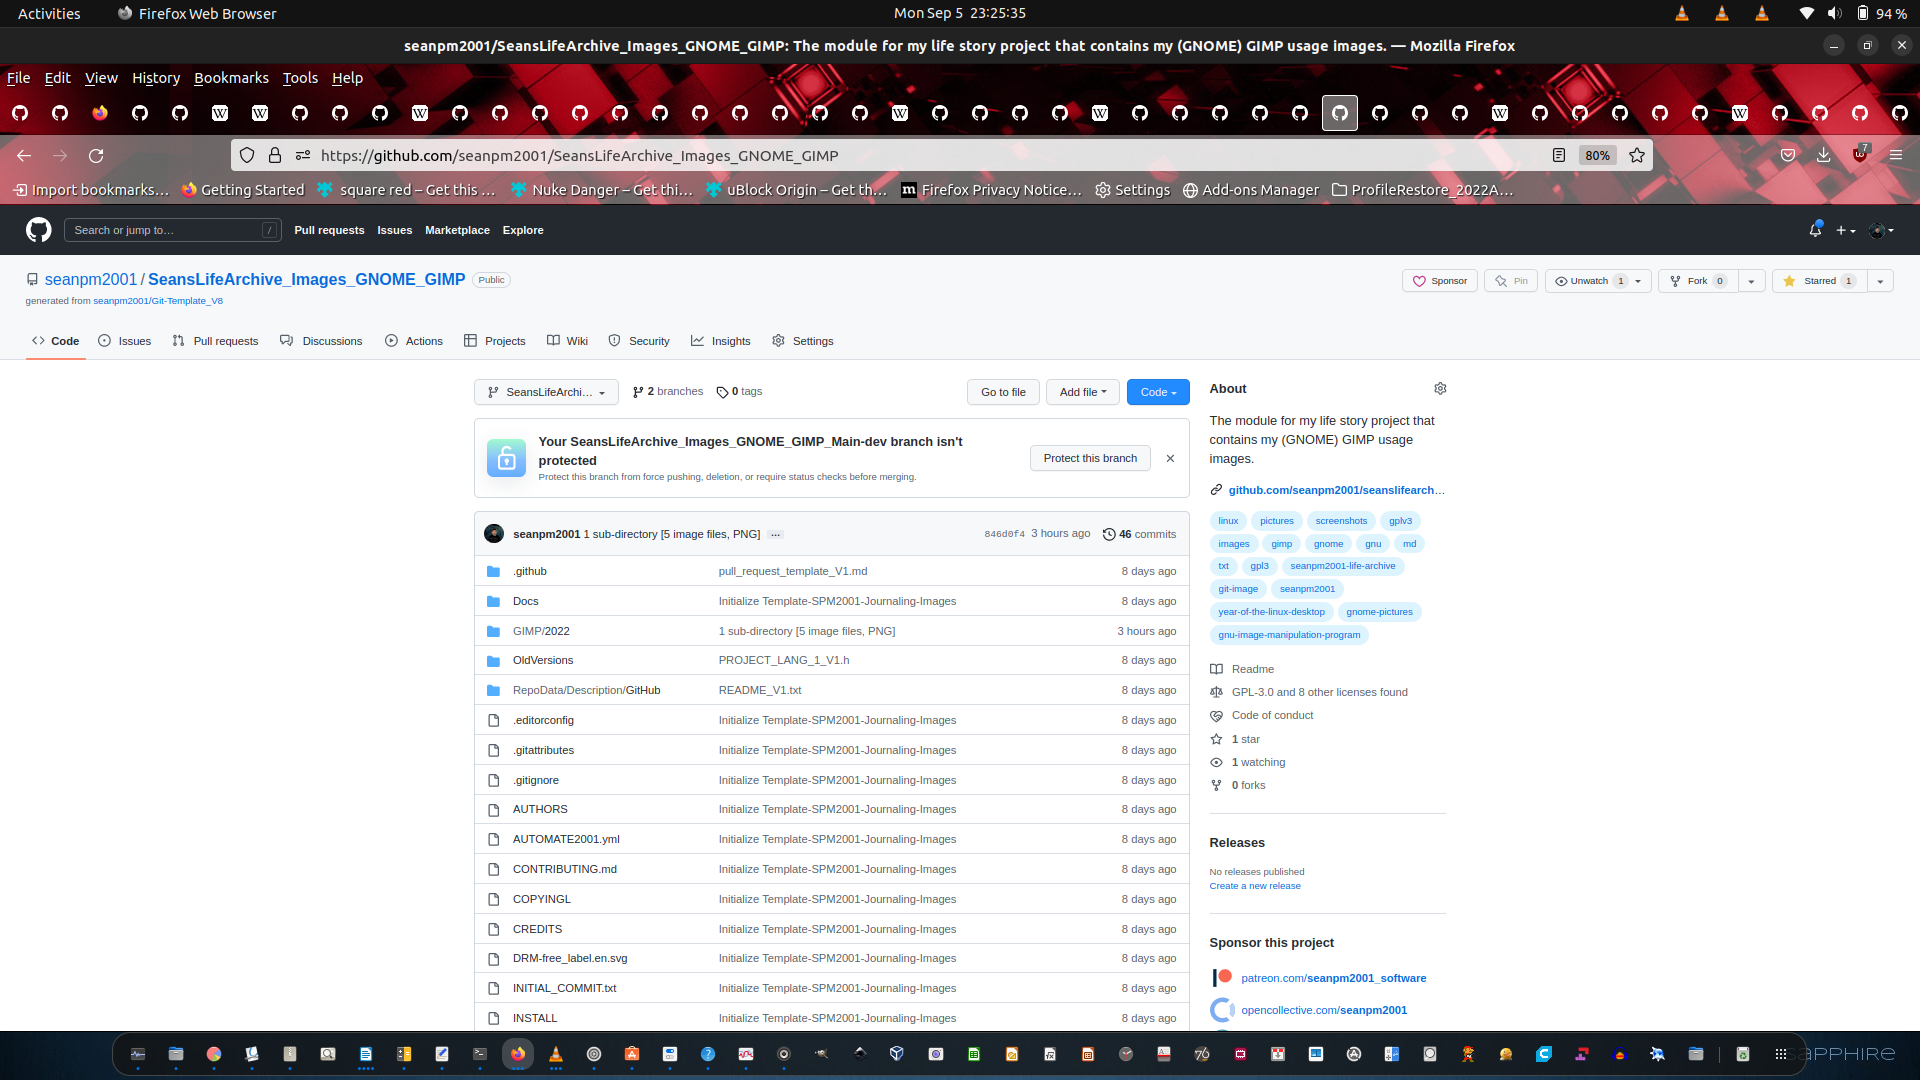 Activities
Firefox Web Browser
Mon Sep 5 23:25:35
94 %
seanpm2001/SeansLifeArchive_Images_GNOME_GIMP: The module for my life story project that contains my (GNOME) GIMP usage images. — Mozilla Firefox
File Edit View History Bookmarks Tools Help
https://github.com/seanpm2001/SeansLifeArchive_Images_GNOME_GIMP
80%
7
Import bookmarks…
Getting Started
square red – Get this …
Nuke Danger – Get thi…
uBlock Origin – Get th…
Firefox Privacy Notice…
Settings
Add-ons Manager
ProfileRestore_2022A…
Search or jump to…
/
Pull requests Issues Marketplace Explore
seanpm2001 / SeansLifeArchive_Images_GNOME_GIMP Public
generated from seanpm2001/Git-Template_V8
Sponsor
Pin
Unwatch 1
Fork 0
Starred 1
Code
Issues
Pull requests
Discussions
Actions
Projects
Wiki
Security
Insights
Settings
SeansLifeArchi…
2 branches
0 tags
Go to file
Add file
Code
Your SeansLifeArchive_Images_GNOME_GIMP_Main-dev branch isn't
protected
Protect this branch from force pushing, deletion, or require status checks before merging.
Protect this branch
seanpm2001 1 sub-directory [5 image files, PNG] …
846d0f4 3 hours ago
46 commits
.github pull_request_template_V1.md 8 days ago
Docs Initialize Template-SPM2001-Journaling-Images 8 days ago
GIMP/2022 1 sub-directory [5 image files, PNG] 3 hours ago
OldVersions PROJECT_LANG_1_V1.h 8 days ago
RepoData/Description/GitHub README_V1.txt 8 days ago
.editorconfig Initialize Template-SPM2001-Journaling-Images 8 days ago
.gitattributes Initialize Template-SPM2001-Journaling-Images 8 days ago
.gitignore Initialize Template-SPM2001-Journaling-Images 8 days ago
AUTHORS Initialize Template-SPM2001-Journaling-Images 8 days ago
AUTOMATE2001.yml Initialize Template-SPM2001-Journaling-Images 8 days ago
CONTRIBUTING.md Initialize Template-SPM2001-Journaling-Images 8 days ago
COPYINGL Initialize Template-SPM2001-Journaling-Images 8 days ago
CREDITS Initialize Template-SPM2001-Journaling-Images 8 days ago
DRM-free_label.en.svg Initialize Template-SPM2001-Journaling-Images 8 days ago
INITIAL_COMMIT.txt Initialize Template-SPM2001-Journaling-Images 8 days ago
INSTALL Initialize Template-SPM2001-Journaling-Images 8 days ago
About
The module for my life story project that
contains my (GNOME) GIMP usage
images.
github.com/seanpm2001/seanslifearch…
linux pictures screenshots gplv3
images gimp gnome gnu md
txt gpl3 seanpm2001-life-archive
git-image seanpm2001
year-of-the-linux-desktop gnome-pictures
gnu-image-manipulation-program
Readme
GPL-3.0 and 8 other licenses found
Code of conduct
1 star
1 watching
0 forks
Releases
No releases published
Create a new release
Sponsor this project
patreon.com/seanpm2001_software
opencollective.com/seanpm2001
76
SAPPHIRE